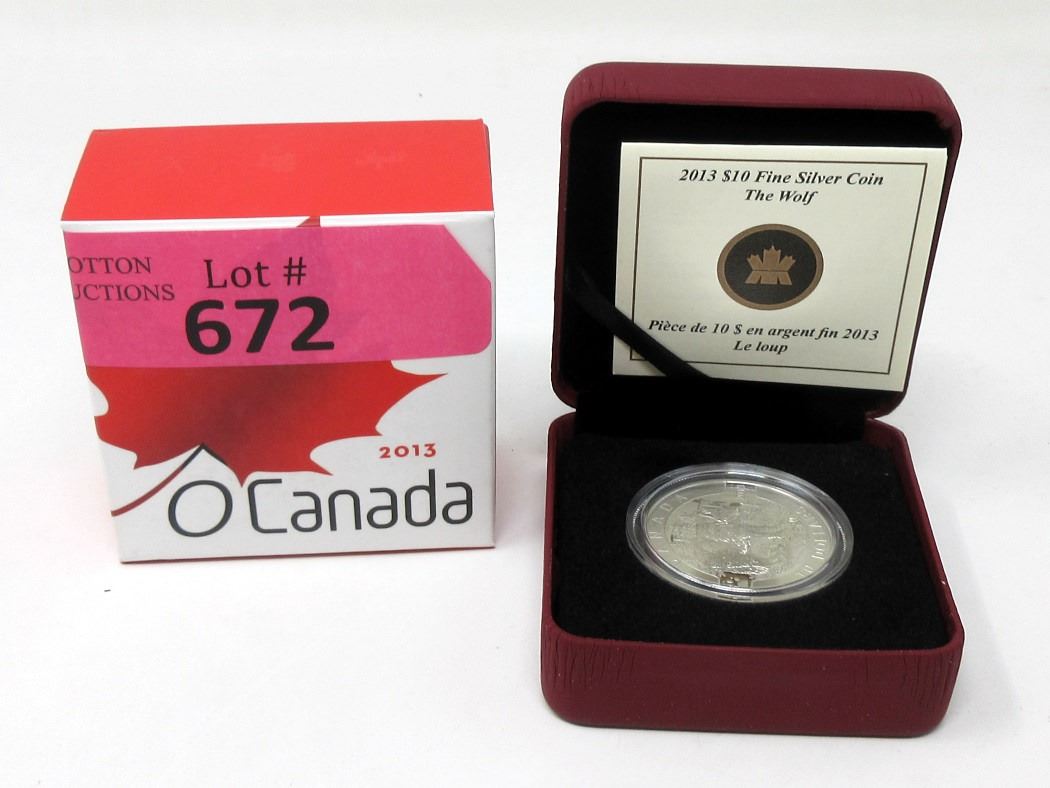 OTTON
UCTIONS
Lot #
672
2013
O Canada
2013 $10 Fine Silver Coin
The Wolf
Pièce de 10 $ en argent fin 2013
Le loup
CANADA